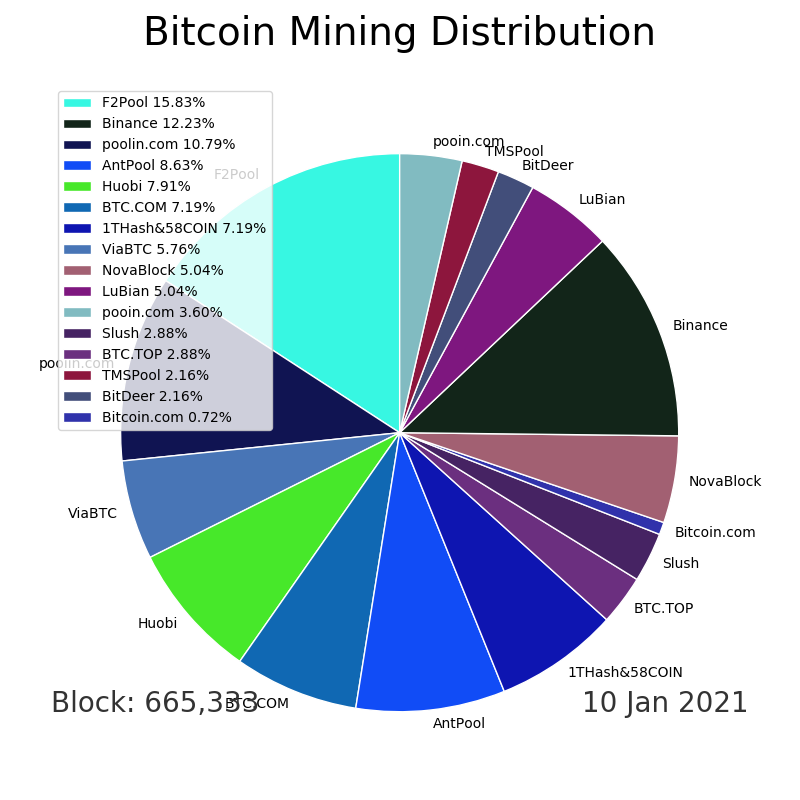 Bitcoin Mining Distribution
F2Pool 15.83%
Binance 12.23%
poolin.com 10.79%
AntPool 8.63%
Huobi 7.91%
BTC.COM 7.19%
1THash&58COIN 7.19%
ViaBTC 5.76%
NovaBlock 5.04%
LuBian 5.04%
pooin.com 3.60%
Slush 2.88%
BTC.TOP 2.88%
TMSPool 2.16%
BitDeer 2.16%
Bitcoin.com 0.72%
pooin.com
TMSPool
BitDeer
LuBian
Binance
NovaBlock
Bitcoin.com
Slush
BTC.TOP
1THash&58COIN
AntPool
BTC.COM
Huobi
ViaBTC
poolin.com
F2Pool
Block: 665,333
10 Jan 2021